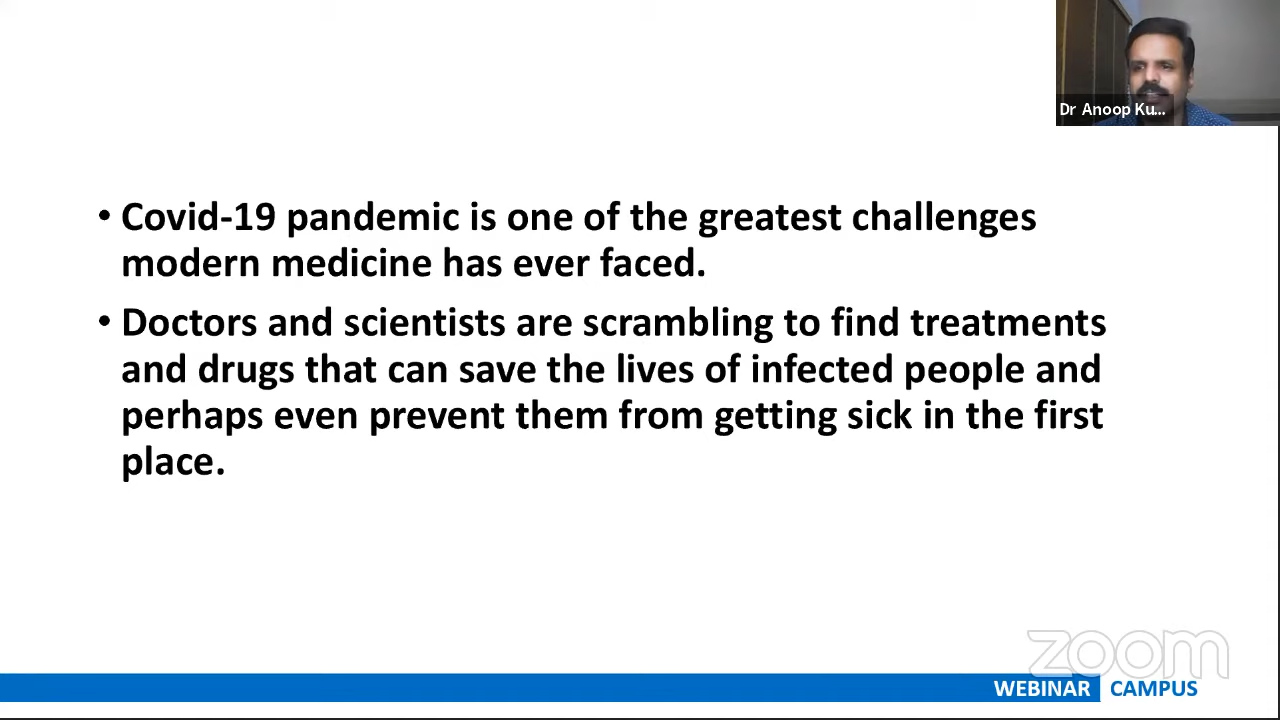 Dr Anoop Ku...
• Covid-19 pandemic is one of the greatest challenges
modern medicine has ever faced.
• Doctors and scientists are scrambling to find treatments
and drugs that can save the lives of infected people and
perhaps even prevent them from getting sick in the first
place.
zoom
WEBINAR CAMPUS